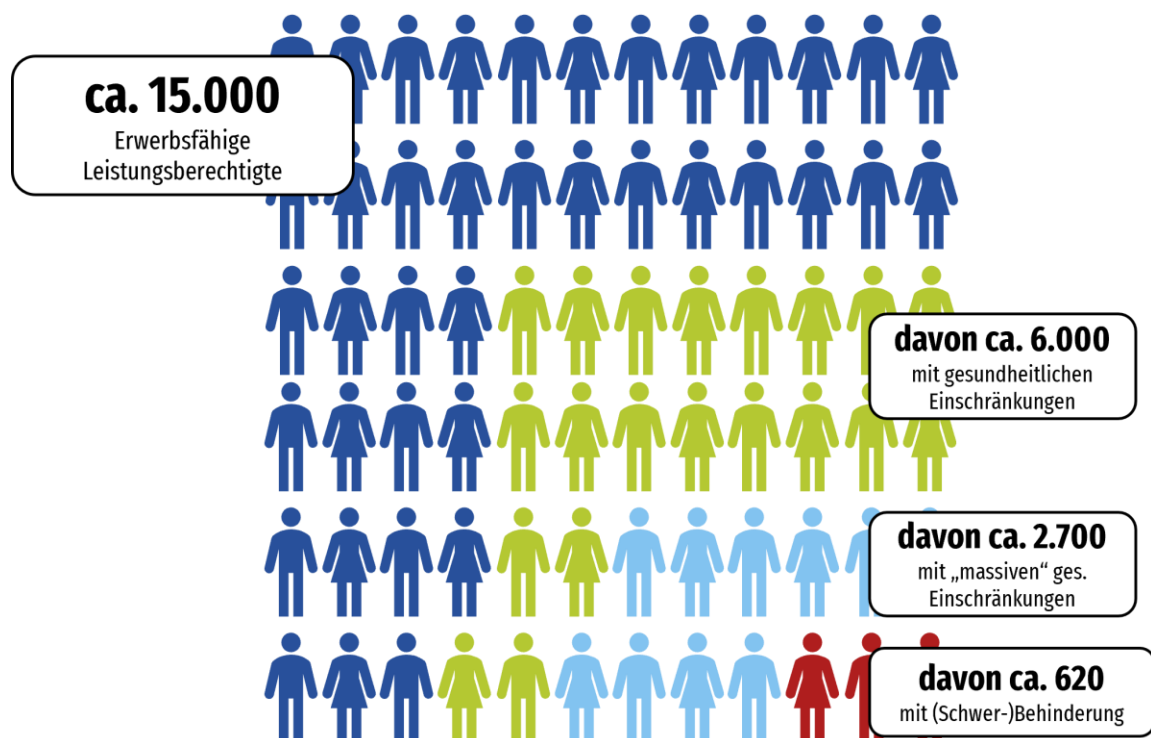 ca. 15.000
Erwerbsfähige
Leistungsberechtigte
davon ca. 6.000
mit gesundheitlichen
Einschränkungen
davon ca. 2.700
mit „massiven“ ges.
Einschränkungen
davon ca. 620
mit (Schwer-)Behinderung